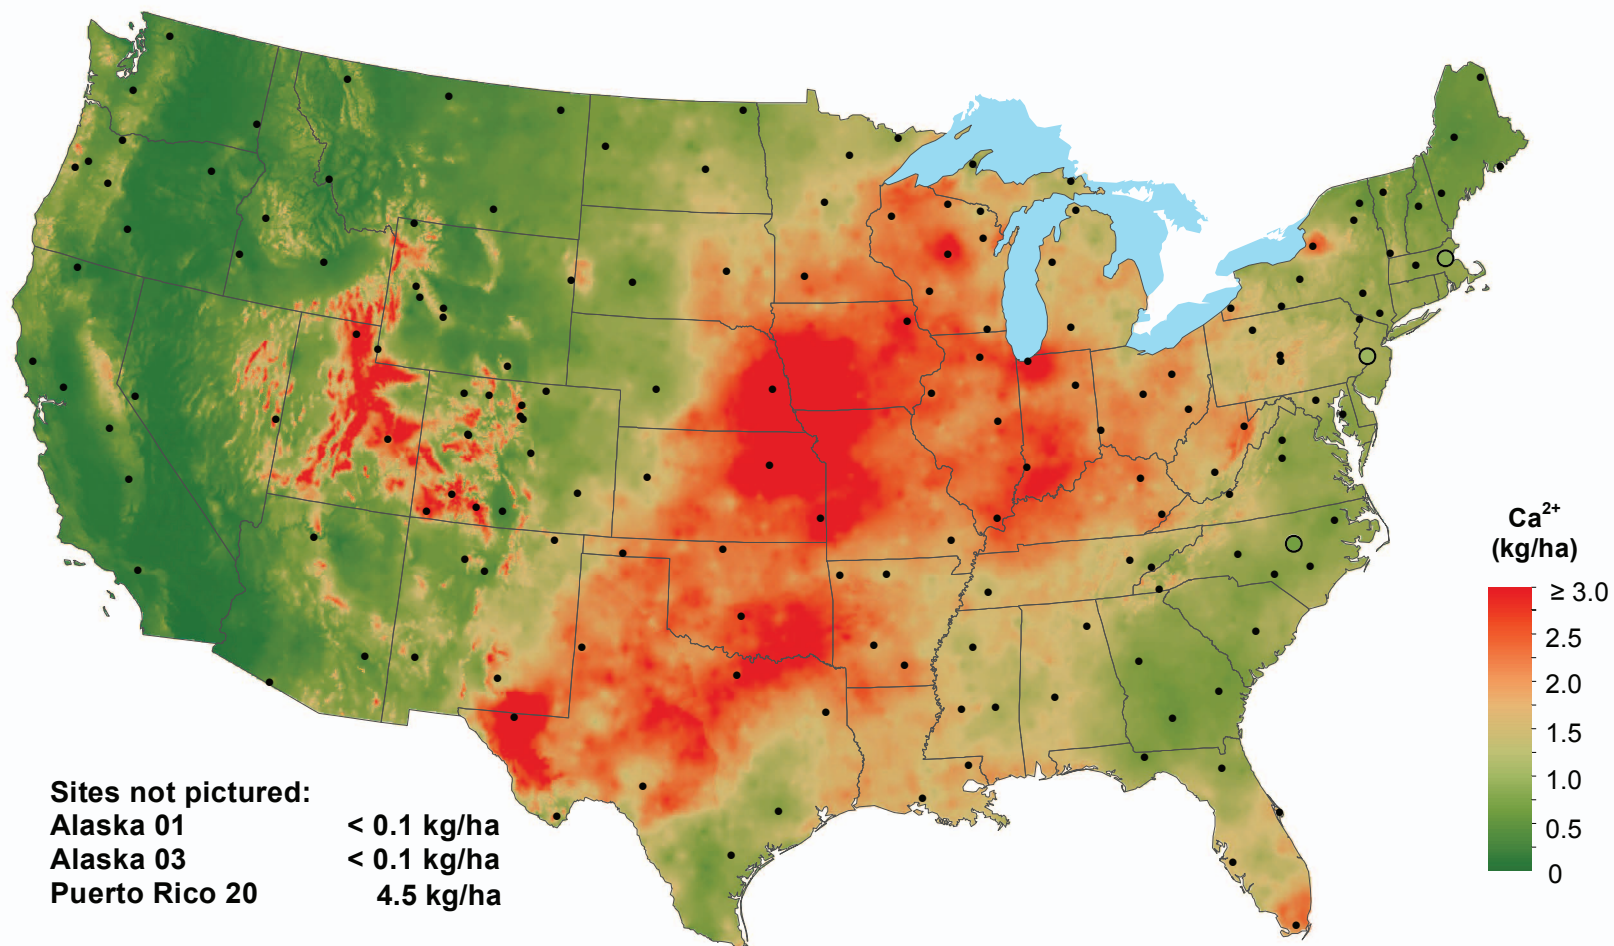 Ca²⁺
(kg/ha)
≥ 3.0
2.5
2.0
1.5
1.0
0.5
0
Sites not pictured:
Alaska 01 < 0.1 kg/ha
Alaska 03 < 0.1 kg/ha
Puerto Rico 20 4.5 kg/ha